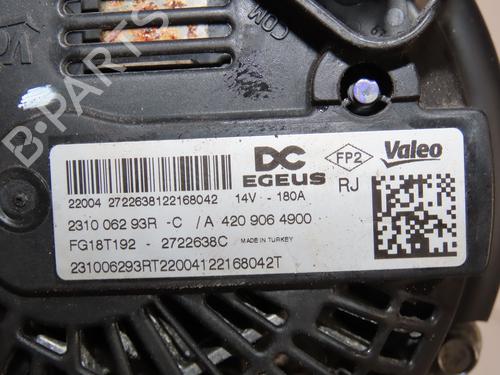 COM
B-PARTS
DC
EGEUS
FP2
Valeo
22004 2722638122168042 14V - 180A
RJ
2310 062 93R -C / A 420 906 4900
FG18T192 - 2722638C MADE IN TURKEY
231006293RT22004122168042T